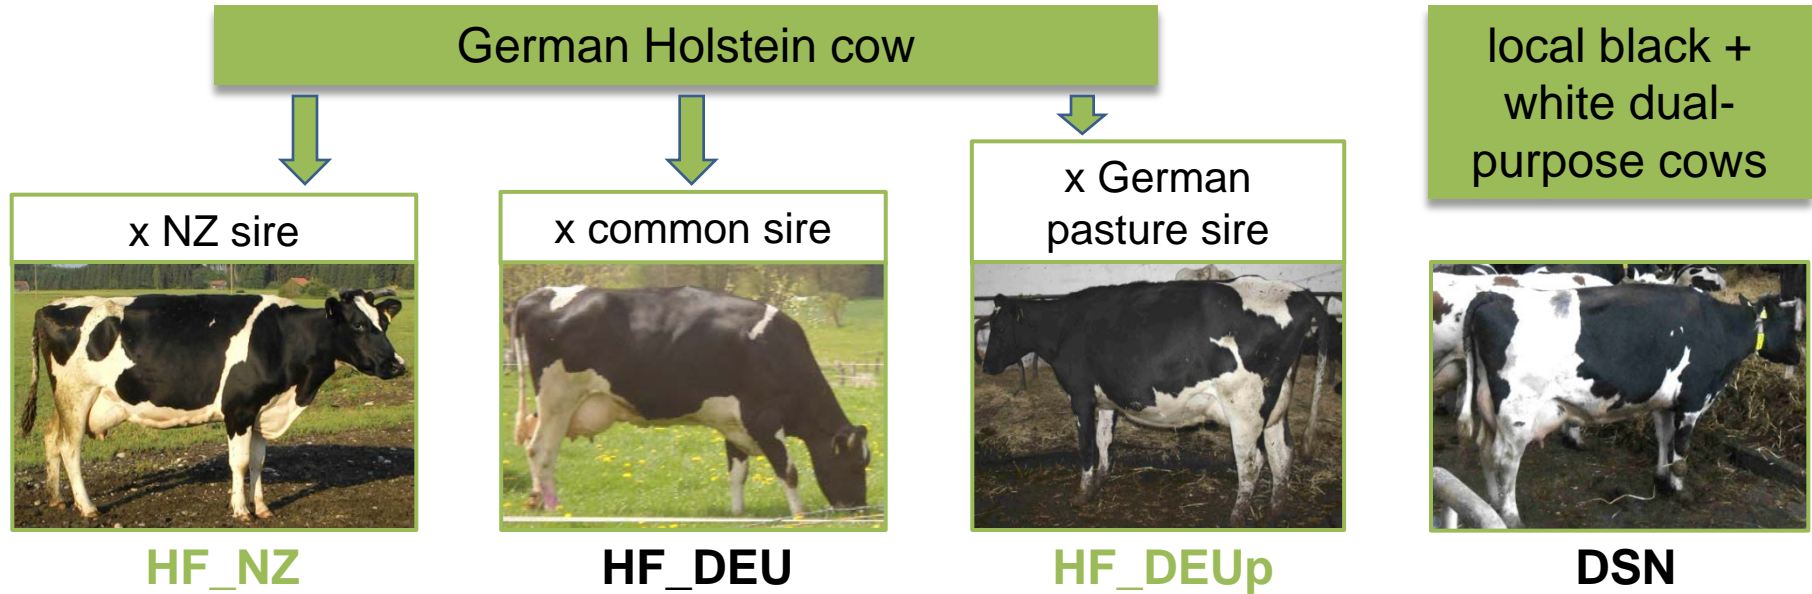 German Holstein cow
local black +
white dual-
purpose cows
x NZ sire
x common sire
x German
pasture sire
HF_NZ
HF_DEU
HF_DEUp
DSN